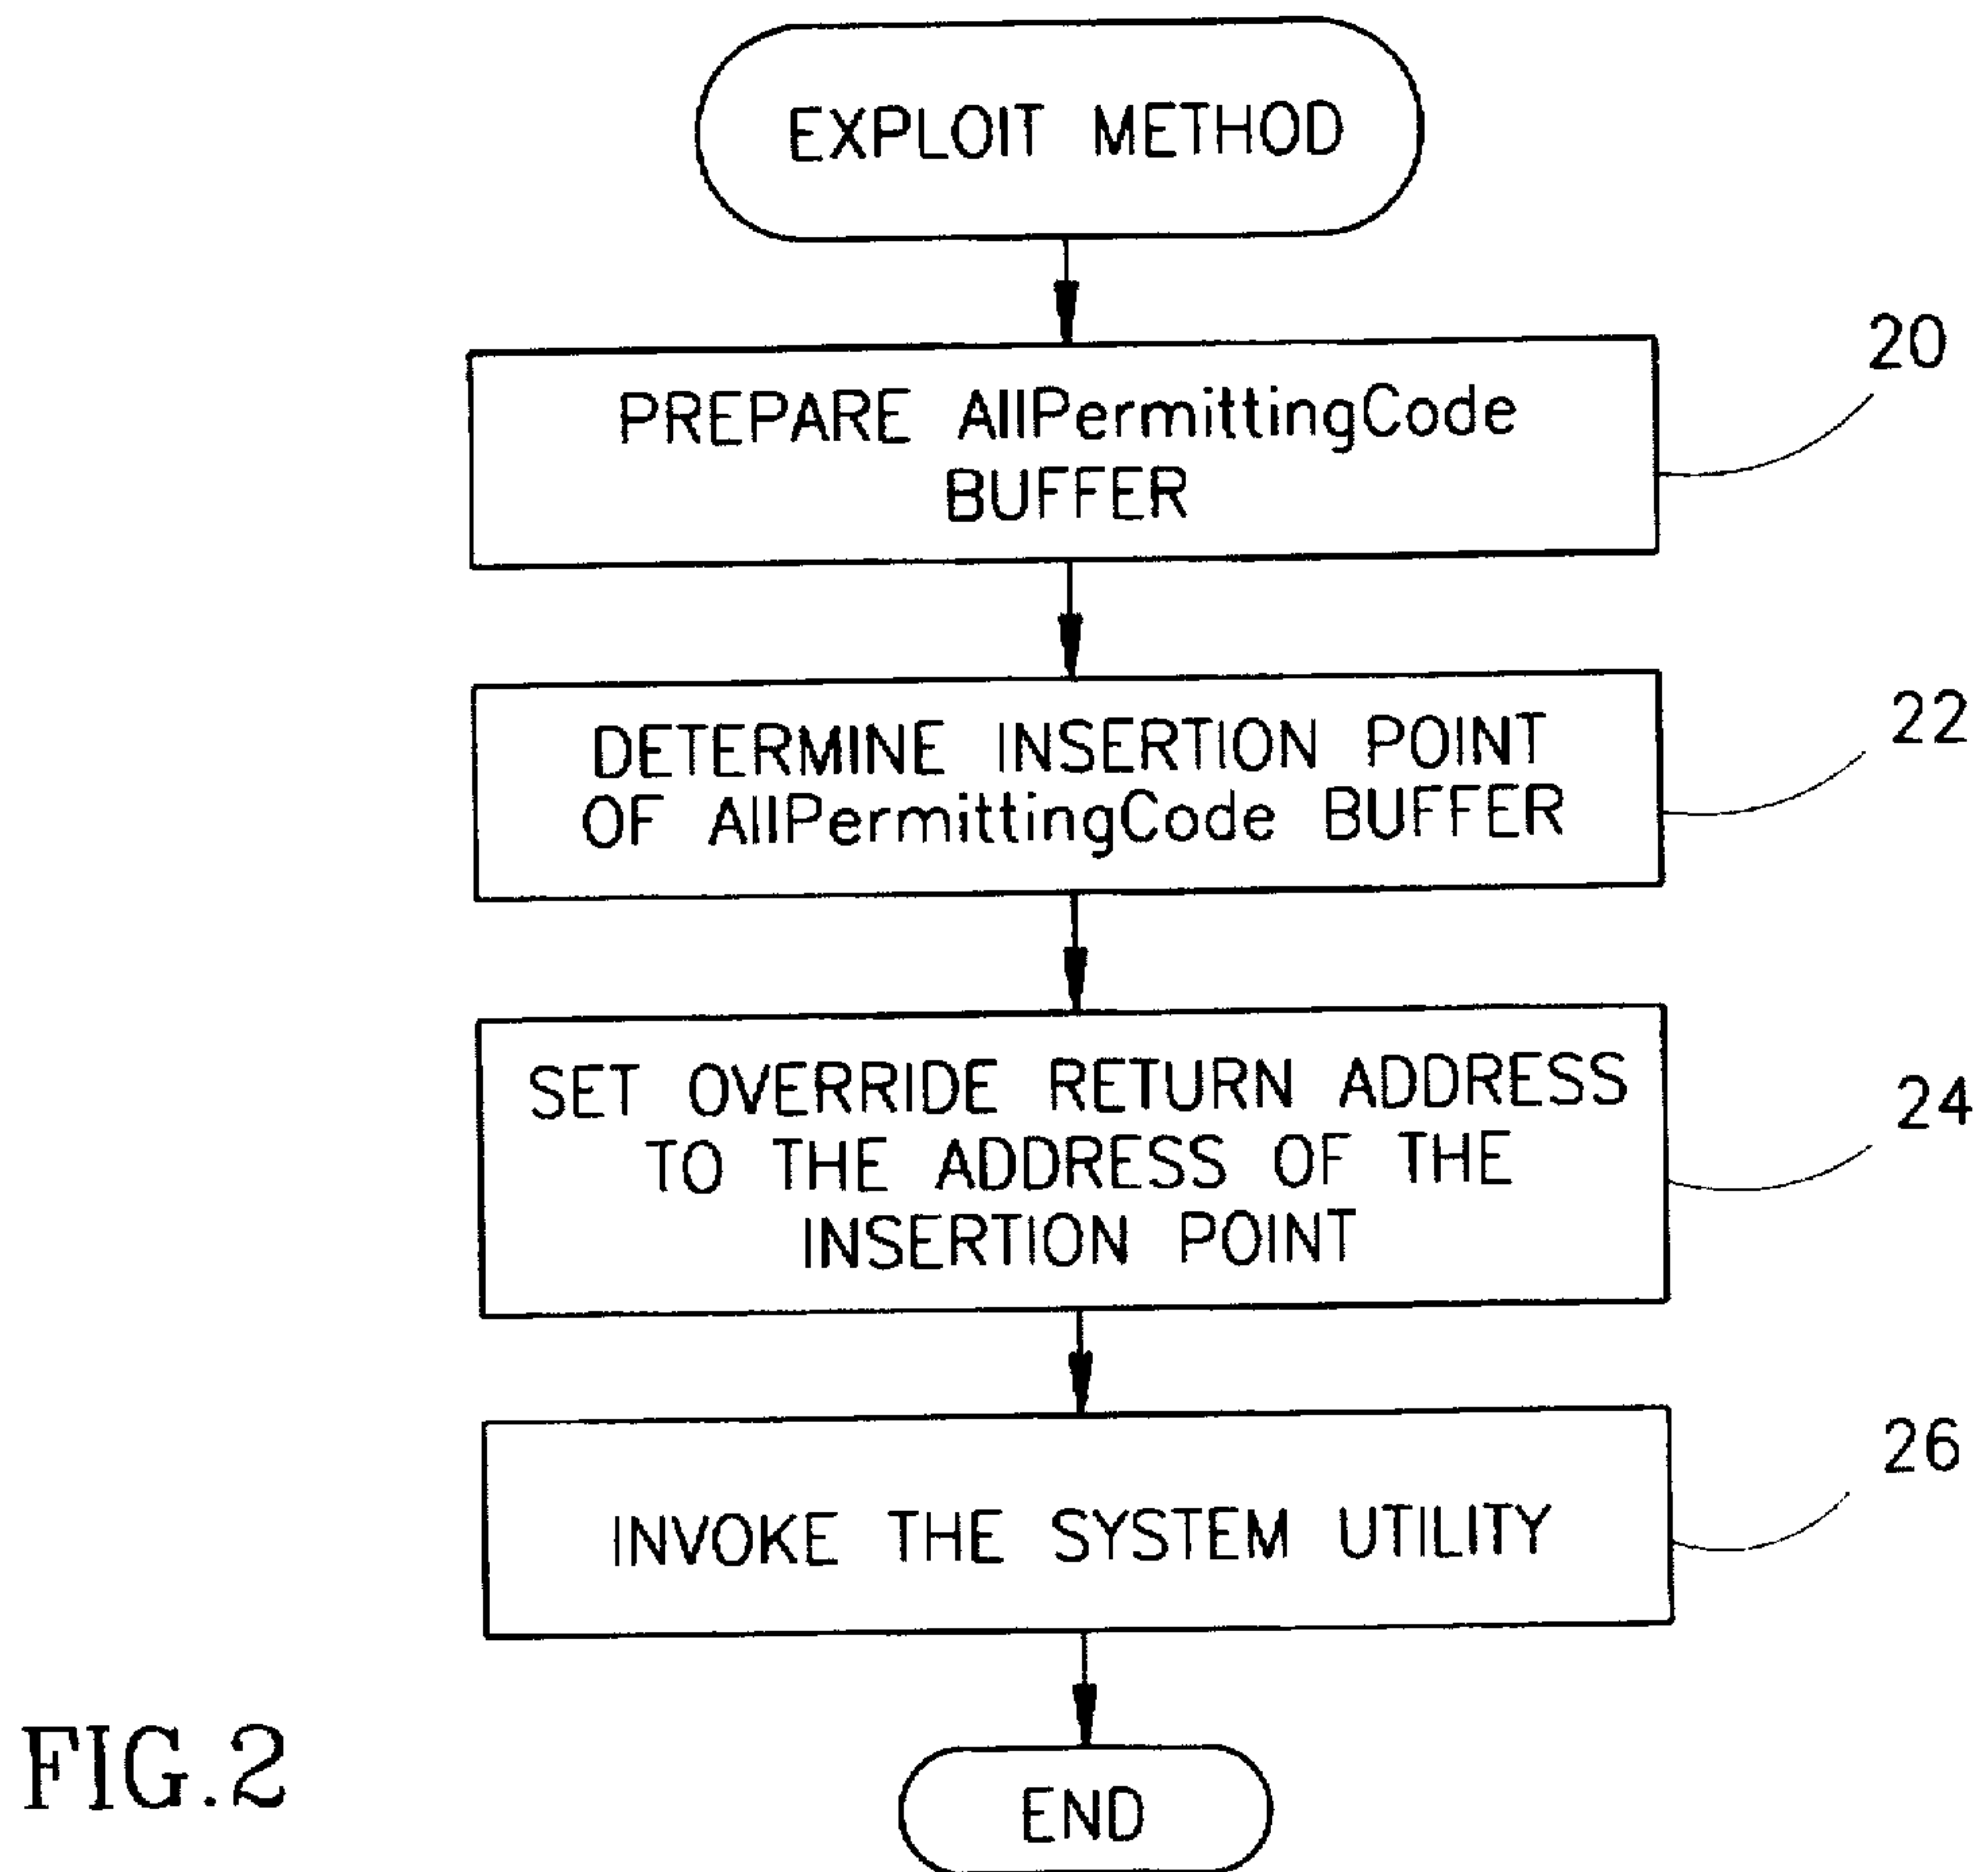 EXPLOIT METHOD
20
PREPARE AllPermittingCode
BUFFER
22
DETERMINE INSERTION POINT
OF AllPermittingCode BUFFER
SET OVERRIDE RETURN ADDRESS
24
TO THE ADDRESS OF THE
INSERTION POINT
26
INVOKE THE SYSTEM UTILITY
FIG.2
END